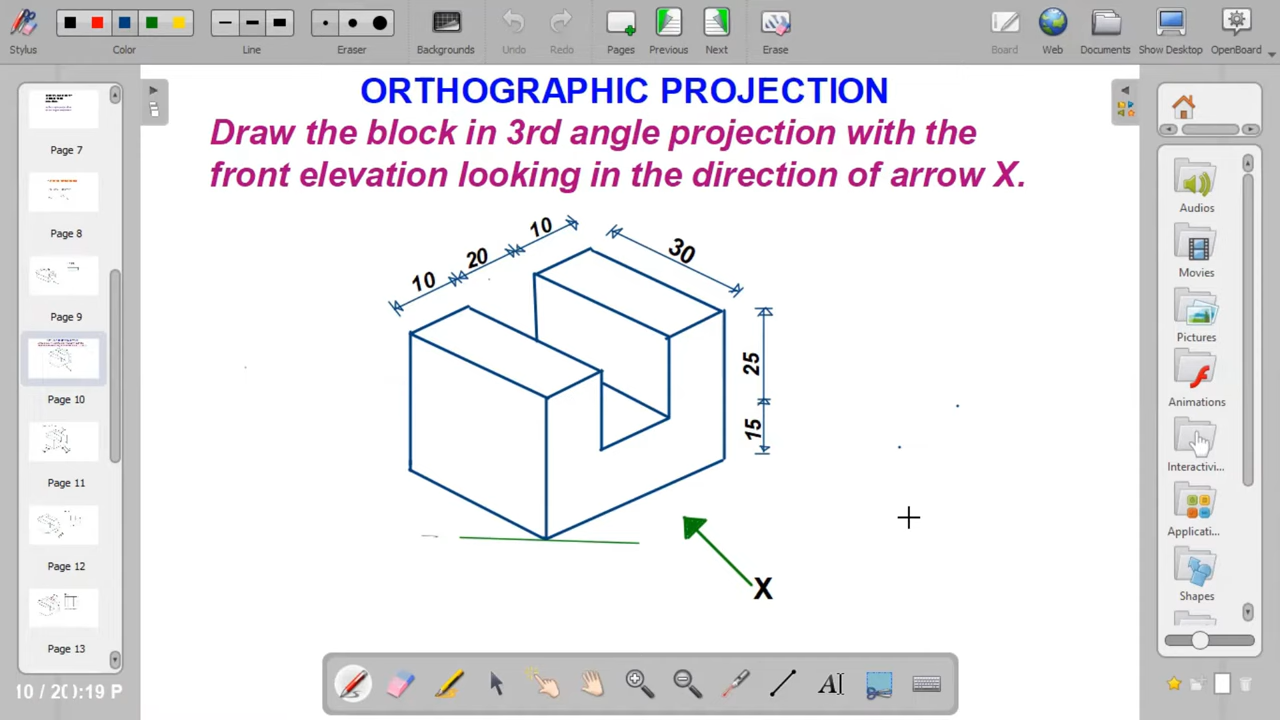 Stylus
Color
Line
Eraser
Backgrounds
Undo
Redo
Pages
Previous
Next
Erase
Board
Web
Documents
Show Desktop
OpenBoard
ORTHOGRAPHIC PROJECTION
Draw the block in 3rd angle projection with the
front elevation looking in the direction of arrow X.
10
20
10
30
25
15
X
Page 7
Page 8
Page 9
Page 10
Page 11
Page 12
Page 13
Audios
Movies
Pictures
Animations
Interactivi...
Applicati...
Shapes
AI